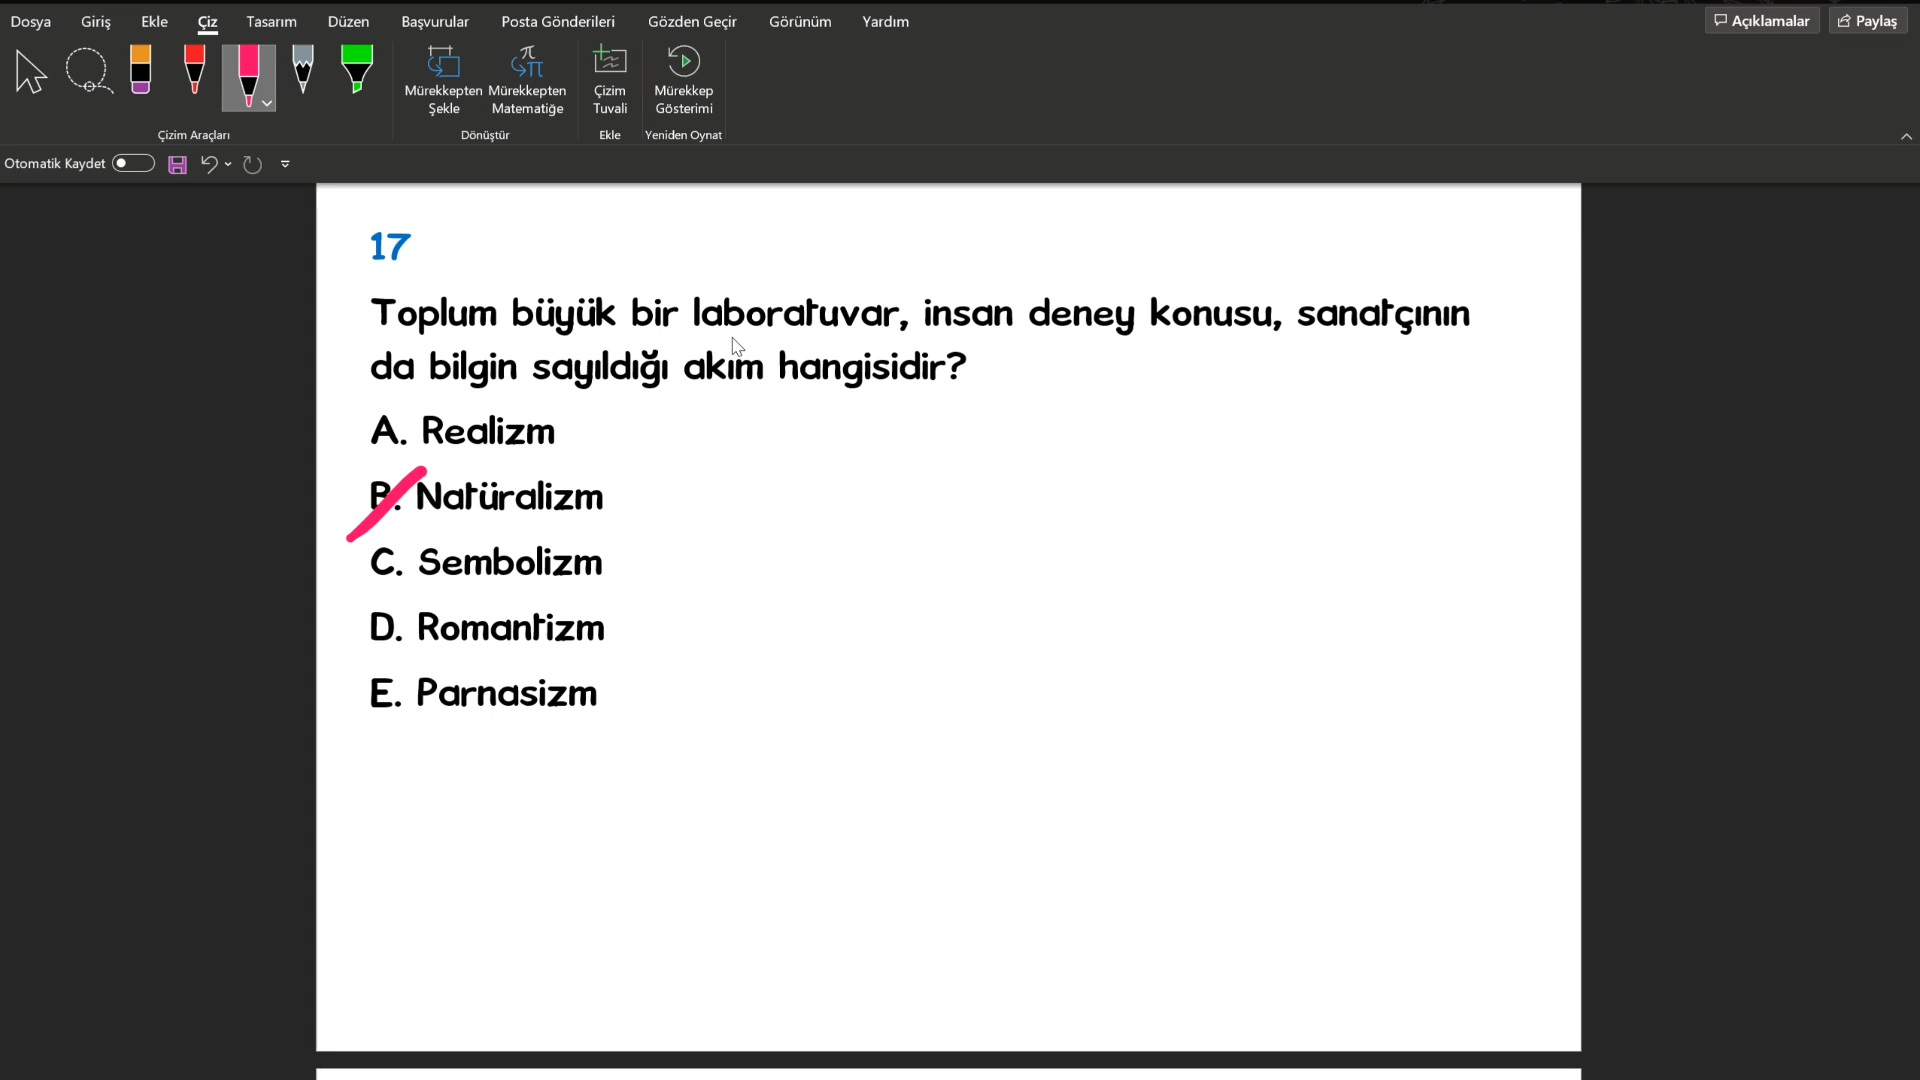 Dosya Giriş Ekle Çiz Tasarım Düzen Başvurular Posta Gönderileri Gözden Geçir Görünüm Yardım Açıklamalar Paylaş
Mürekkepten Şekle Mürekkepten Matematiğe Çizim Tuvali Mürekkep Gösterimi
Çizim Araçları Dönüştür Ekle Yeniden Oynat
Otomatik Kaydet
17
Toplum büyük bir laboratuvar, insan deney konusu, sanatçının
da bilgin sayıldığı akım hangisidir?
A. Realizm
B. Natüralizm
C. Sembolizm
D. Romantizm
E. Parnasizm